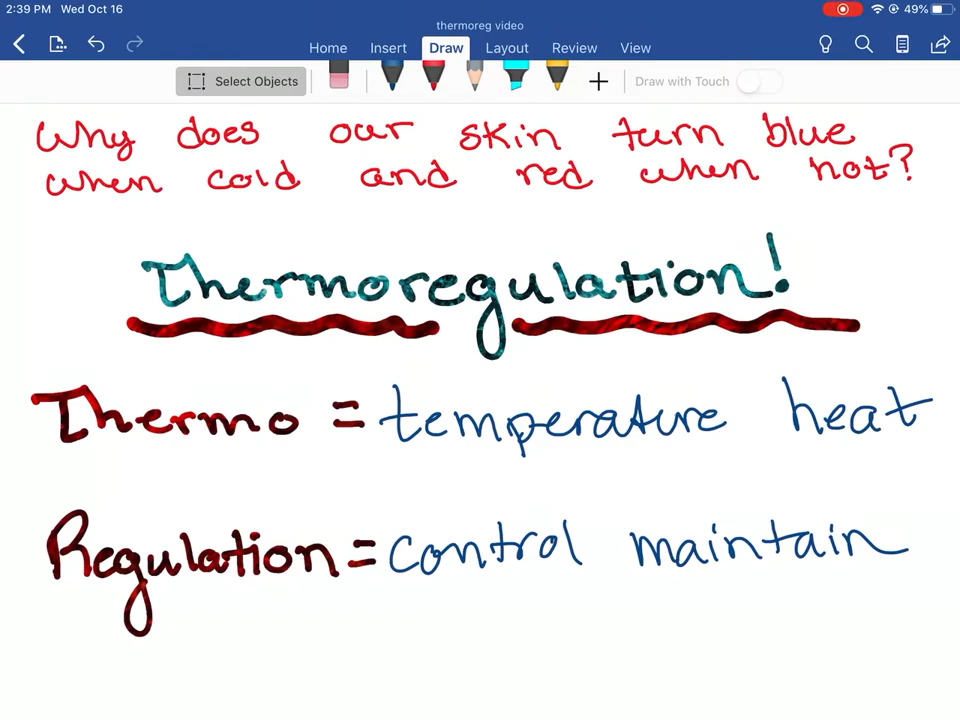 2:39 PM Wed Oct 16 49%
thermoreg video
Home Insert Draw Layout Review View
Select Objects Draw with Touch
Why does our skin turn blue
when cold and red when hot?
Thermoregulation!
Thermo = temperature heat
Regulation = control maintain